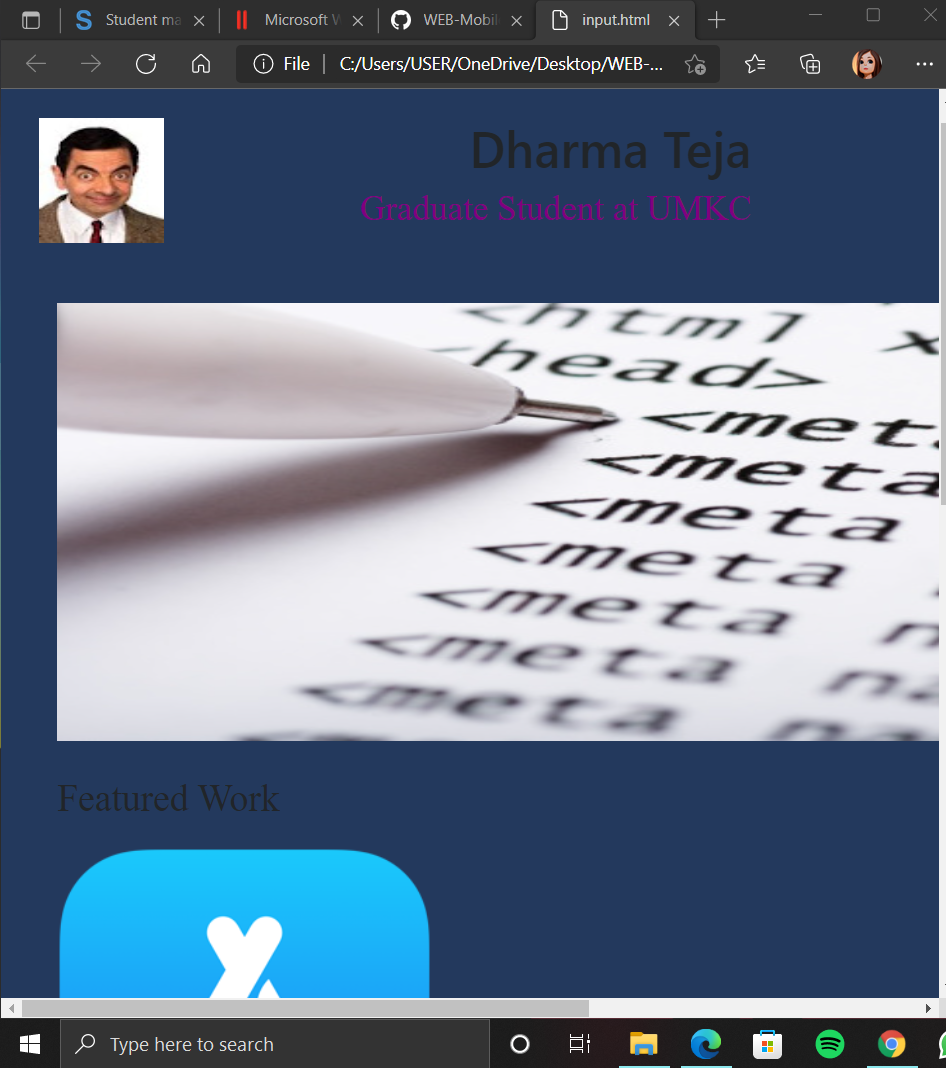 Student ma
Microsoft W
WEB-Mobil
input.html
File
C:/Users/USER/OneDrive/Desktop/WEB-...
Dharma Teja
Graduate Student at UMKC
<html
<head>
<meta
<meta
<meta
<meta
<meta
<meta
<meta
Featured Work
Type here to search